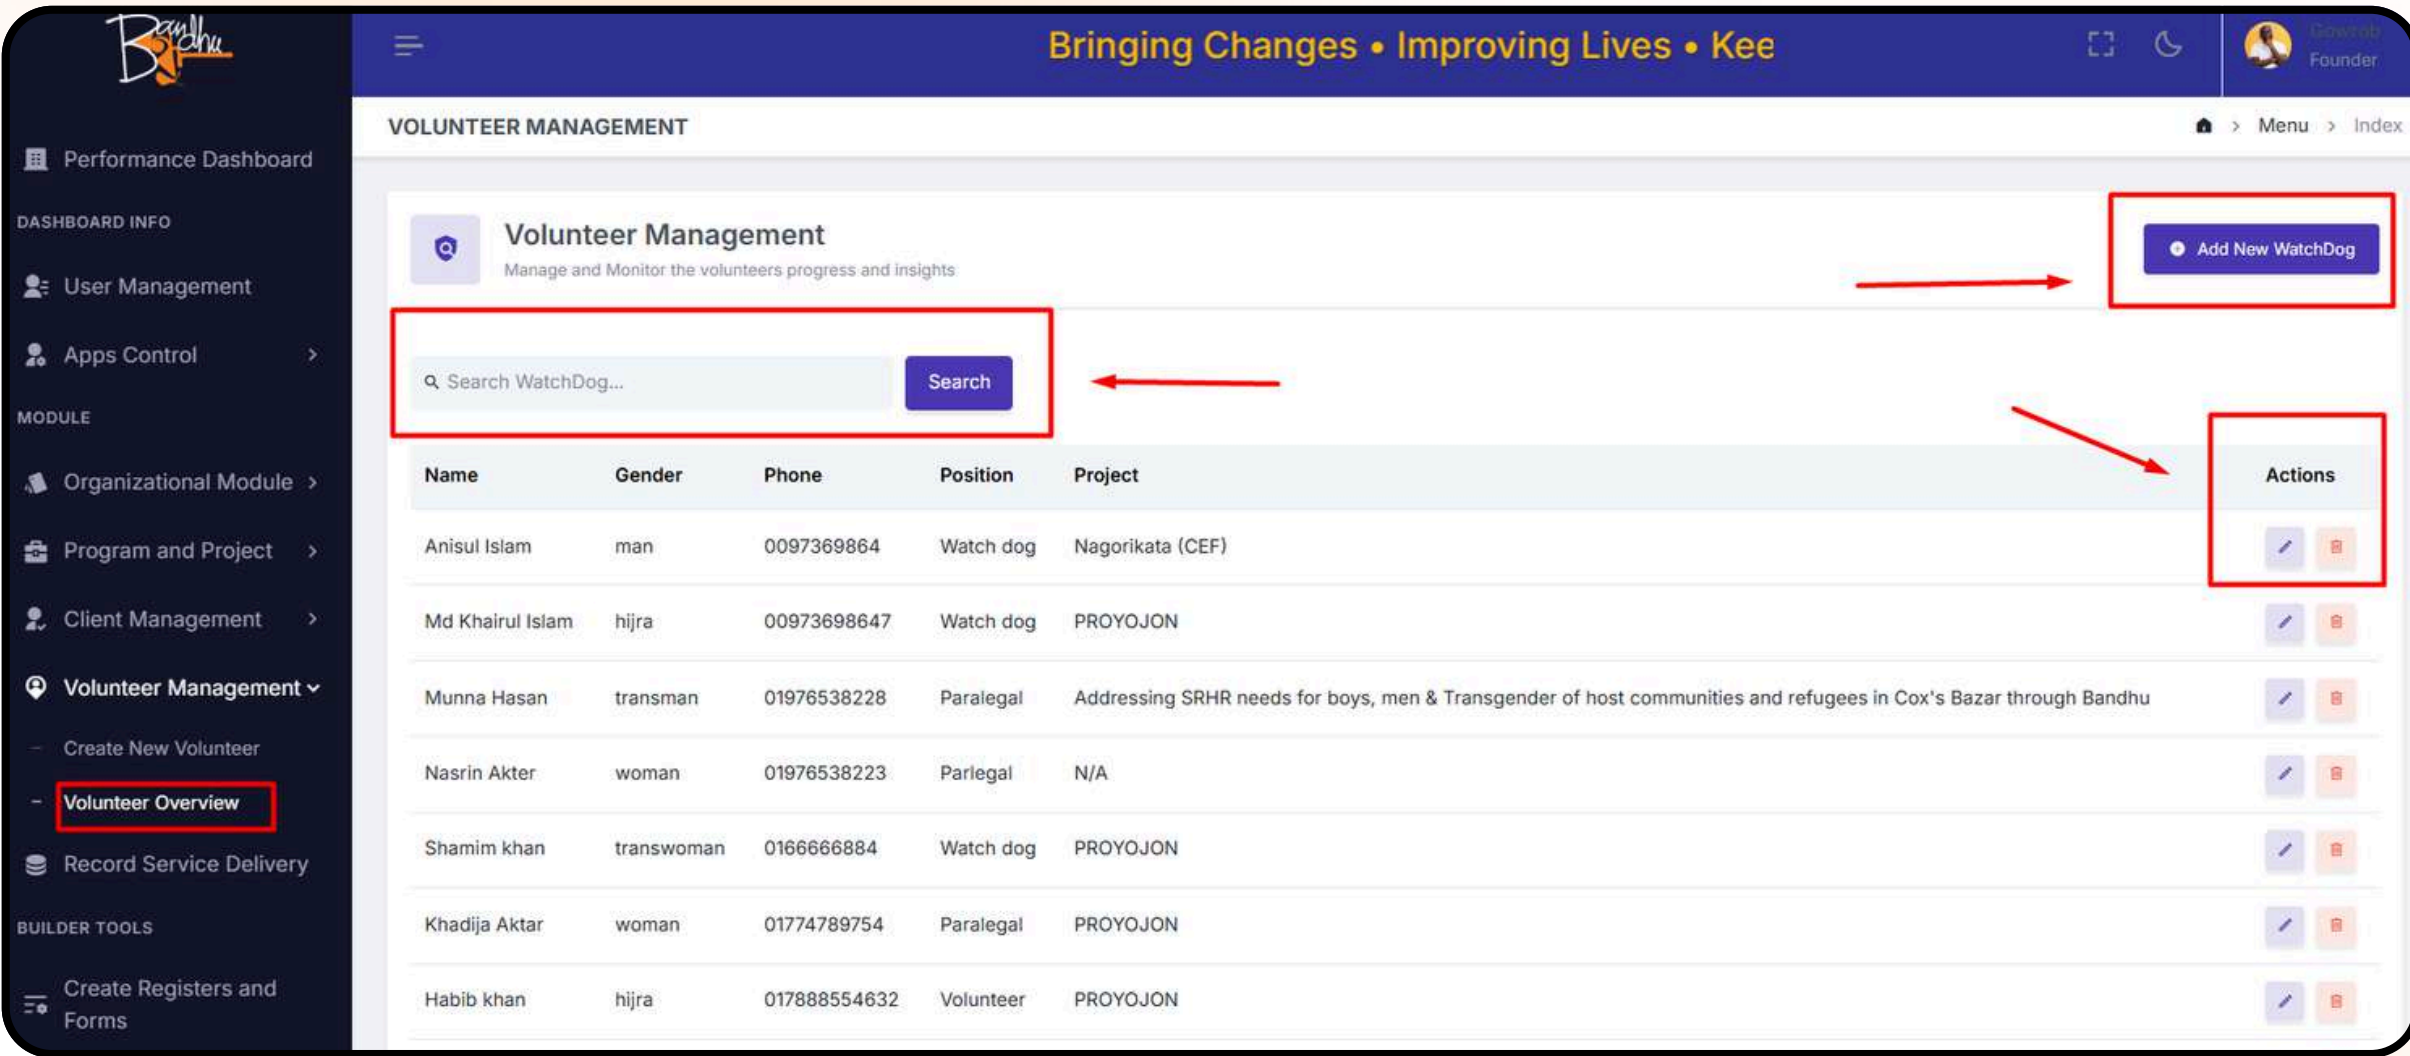 Bandhu
Bringing Changes • Improving Lives • Kee
Gowrob
Founder
VOLUNTEER MANAGEMENT
Menu > Index
Performance Dashboard
DASHBOARD INFO
User Management
Apps Control
MODULE
Organizational Module
Program and Project
Client Management
Volunteer Management
Create New Volunteer
Volunteer Overview
Record Service Delivery
BUILDER TOOLS
Create Registers and
Forms
Volunteer Management
Manage and Monitor the volunteers progress and insights
Add New WatchDog
Search WatchDog... Search
Name Gender Phone Position Project Actions
Anisul Islam man 0097369864 Watch dog Nagorikata (CEF)
Md Khairul Islam hijra 00973698647 Watch dog PROYOJON
Munna Hasan transman 01976538228 Paralegal Addressing SRHR needs for boys, men & Transgender of host communities and refugees in Cox's Bazar through Bandhu
Nasrin Akter woman 01976538223 Parlegal N/A
Shamim khan transwoman 0166666884 Watch dog PROYOJON
Khadija Aktar woman 01774789754 Paralegal PROYOJON
Habib khan hijra 017888554632 Volunteer PROYOJON